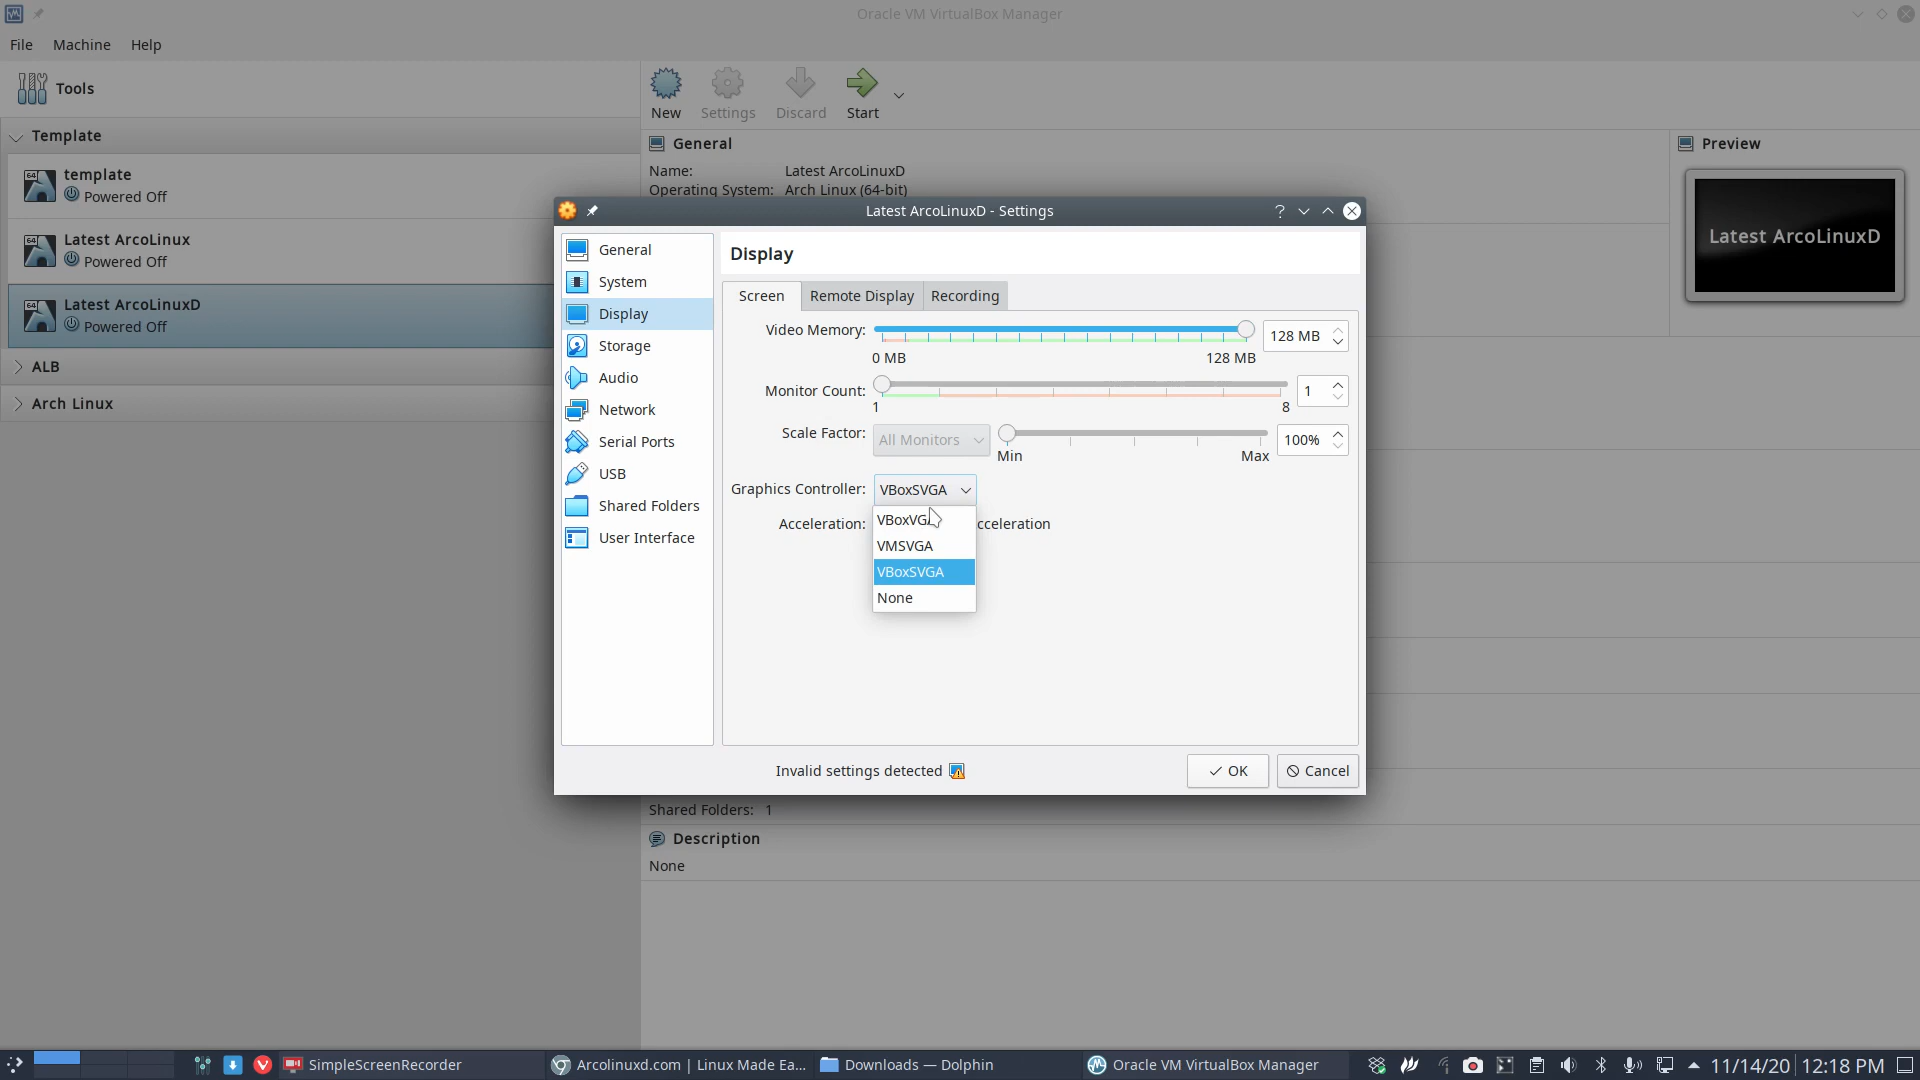 Oracle VM VirtualBox Manager
File Machine Help
Tools
New Settings Discard Start
Template
template
Powered Off
Latest ArcoLinux
Powered Off
Latest ArcoLinuxD
Powered Off
ALB
Arch Linux
General
Name: Latest ArcoLinuxD
Operating System: Arch Linux (64-bit)
Preview
Latest ArcoLinuxD
Latest ArcoLinuxD - Settings
General
System
Display
Storage
Audio
Network
Serial Ports
USB
Shared Folders
User Interface
Display
Screen Remote Display Recording
Video Memory: 128 MB
0 MB 128 MB
Monitor Count: 1
1 8
Scale Factor: All Monitors 100%
Min Max
Graphics Controller: VBoxSVGA
VBoxVGA
Acceleration: cceleration
VMSVGA
VBoxSVGA
None
Invalid settings detected
OK Cancel
Shared Folders: 1
Description
None
SimpleScreenRecorder
Arcolinuxd.com | Linux Made Ea...
Downloads — Dolphin
Oracle VM VirtualBox Manager
11/14/20 12:18 PM